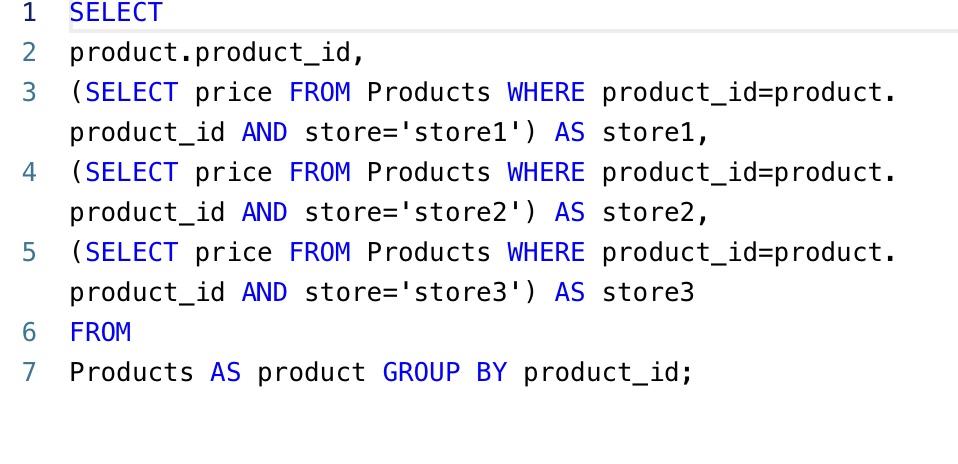 1 SELECT
2 product.product_id,
3 (SELECT price FROM Products WHERE product_id=product.
product_id AND store='store1') AS store1,
4 (SELECT price FROM Products WHERE product_id=product.
product_id AND store='store2') AS store2,
5 (SELECT price FROM Products WHERE product_id=product.
product_id AND store='store3') AS store3
6 FROM
7 Products AS product GROUP BY product_id;